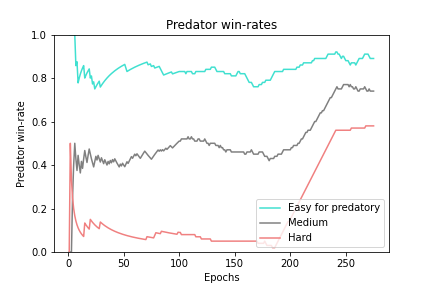 Predator win-rates
Predator win-rate
1.0
0.8
0.6
0.4
0.2
0.0
0
50
100
150
200
250
Epochs
Easy for predatory
Medium
Hard